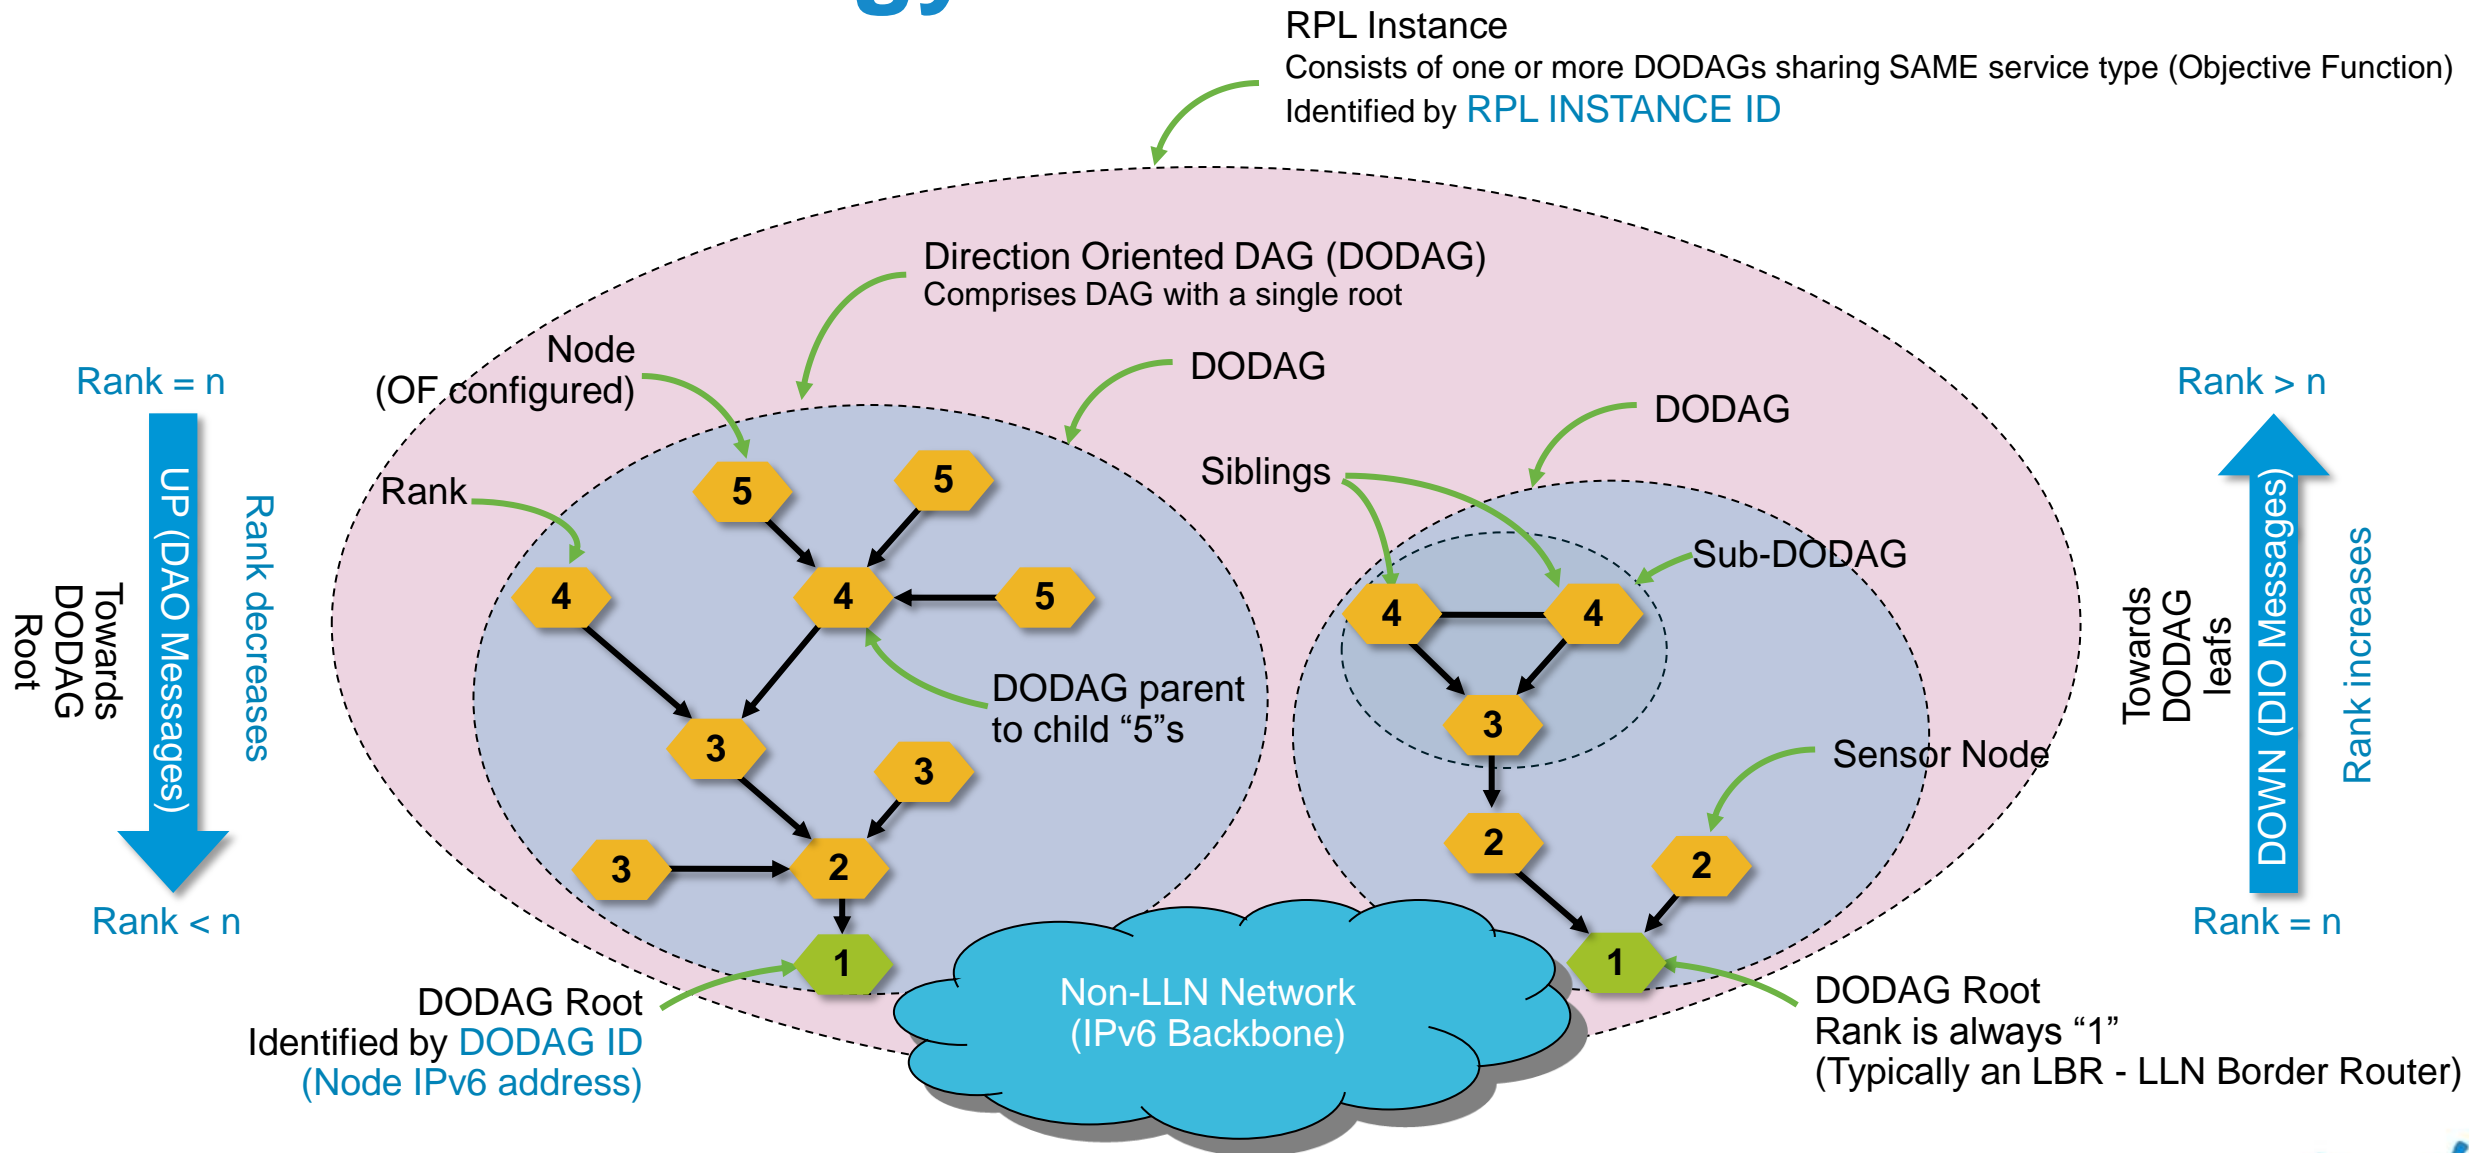 RPL Instance
Consists of one or more DODAGs sharing SAME service type (Objective Function)
Identified by RPL INSTANCE ID
Direction Oriented DAG (DODAG)
Comprises DAG with a single root
Node
(OF configured)
DODAG
DODAG
Rank = n
Rank > n
Siblings
Rank
Sub-DODAG
UP (DAO Messages)
Rank decreases
Towards
DODAG
Root
Towards
DODAG
leafs
DOWN (DIO Messages)
Rank increases
5
5
4
4
5
4
4
DODAG parent
to child “5”s
3
3
3
Sensor Node
3
2
2
2
Rank < n
Rank = n
1
1
DODAG Root
Identified by DODAG ID
(Node IPv6 address)
Non-LLN Network
(IPv6 Backbone)
DODAG Root
Rank is always “1”
(Typically an LBR - LLN Border Router)